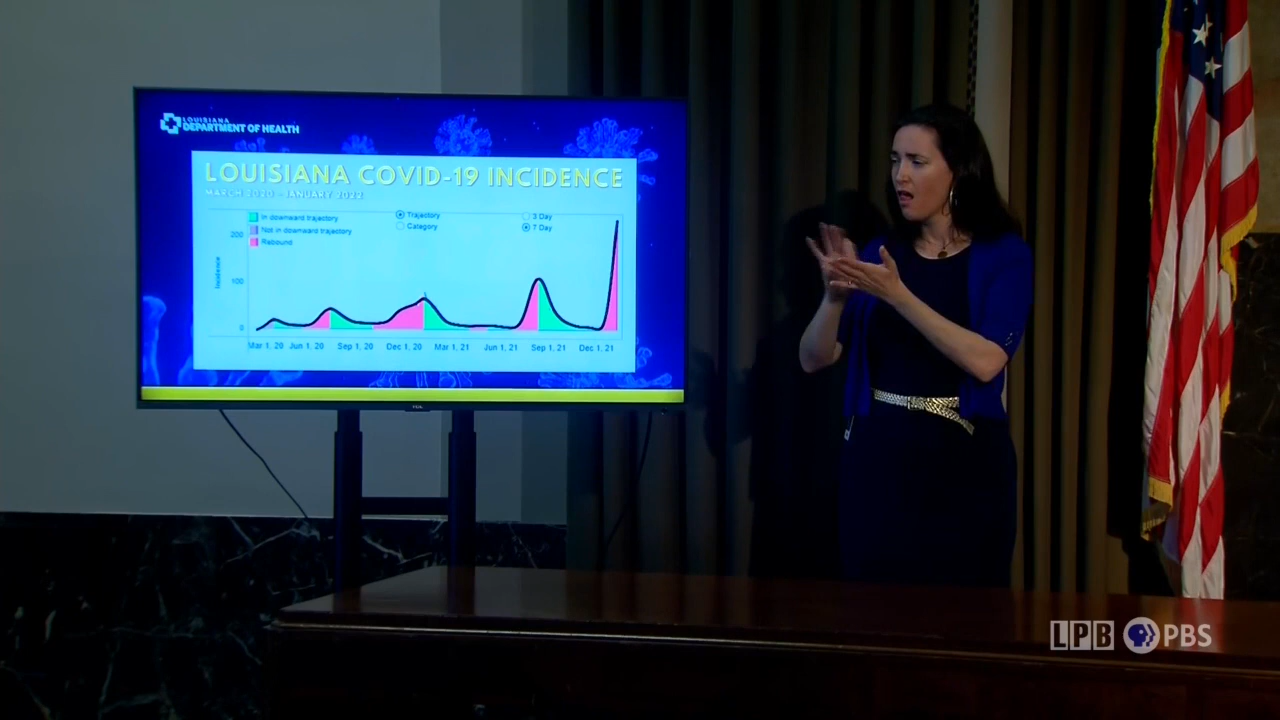 LOUISIANA
DEPARTMENT OF HEALTH
LOUISIANA COVID-19 INCIDENCE
MARCH 2020 - JANUARY 2022
In downward trajectory
Not in downward trajectory
Rebound
Trajectory
Category
3 Day
7 Day
Incidence
200
100
0
Mar 1, 20 Jun 1, 20 Sep 1, 20 Dec 1, 20 Mar 1, 21 Jun 1, 21 Sep 1, 21 Dec 1, 21
TCL
LPB PBS